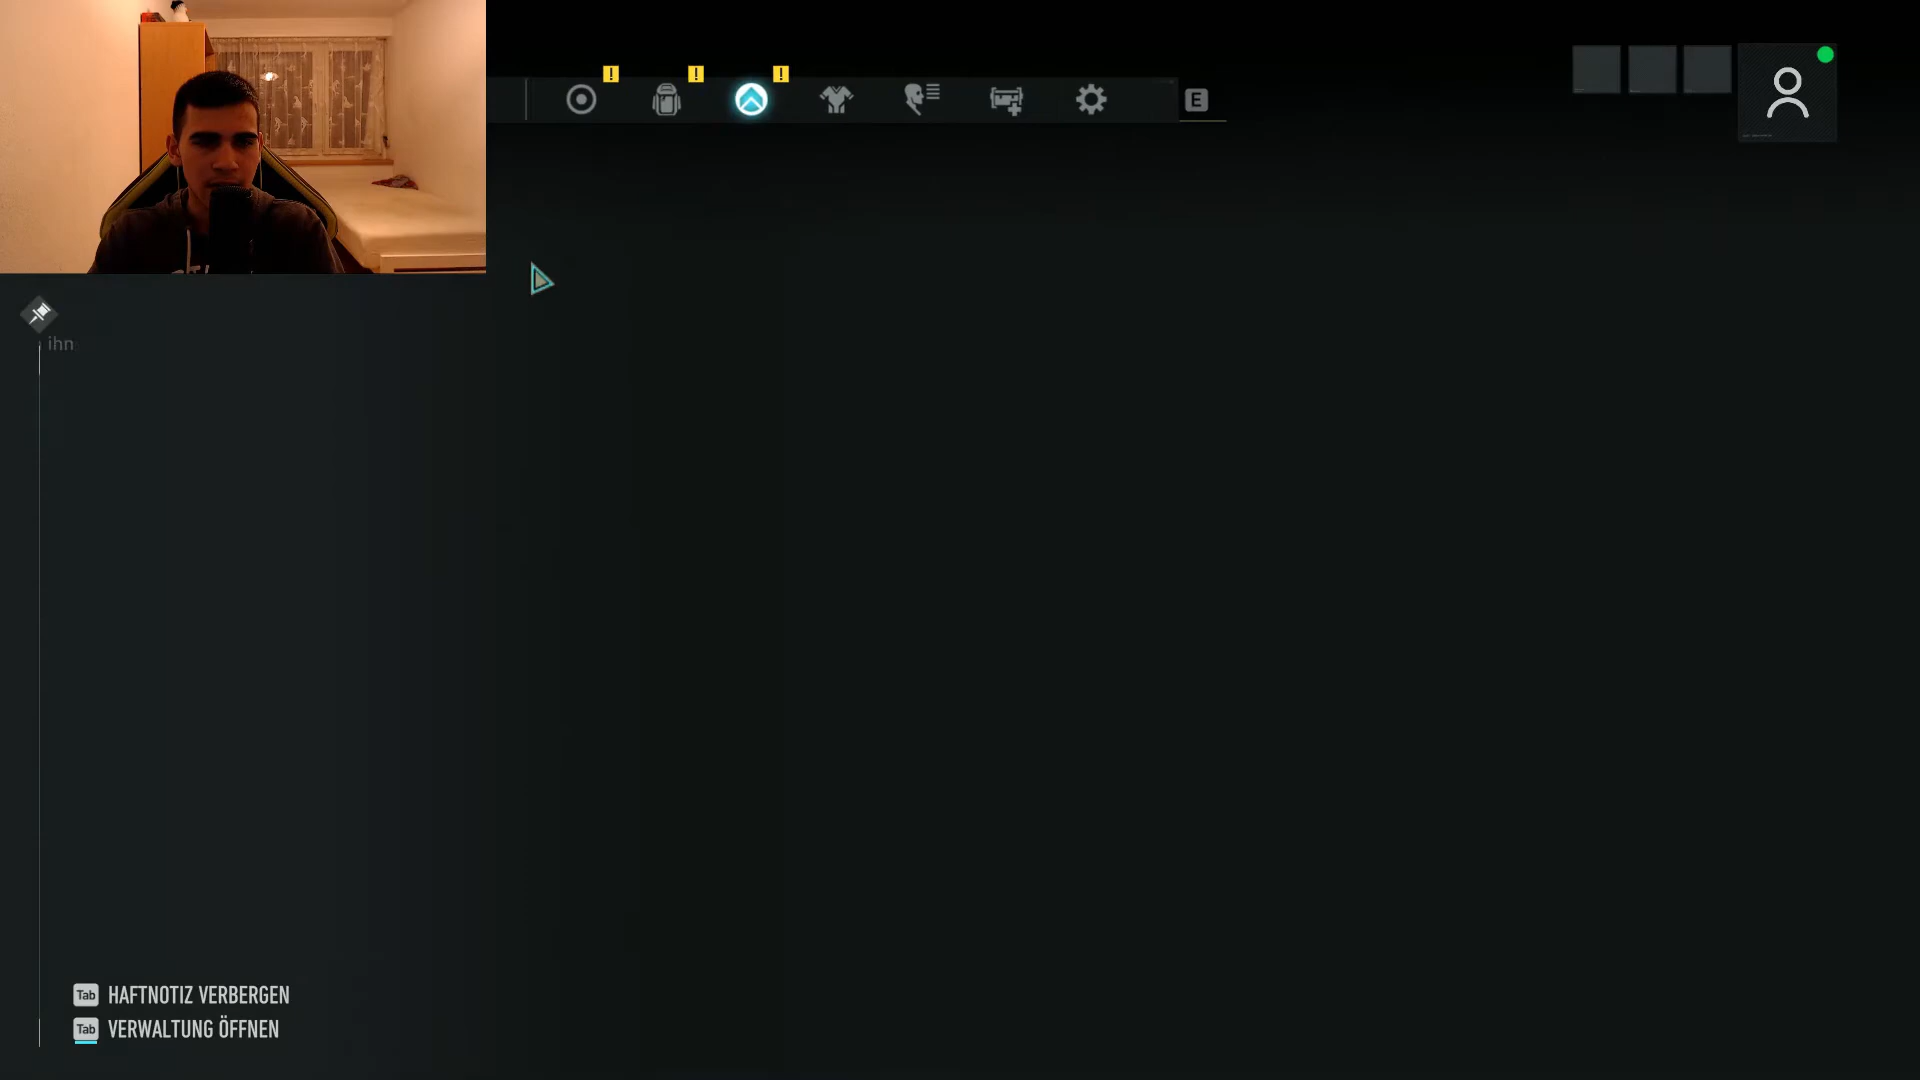 ! ! !
E
ihn
Tab HAFTNOTIZ VERBERGEN
Tab VERWALTUNG ÖFFNEN